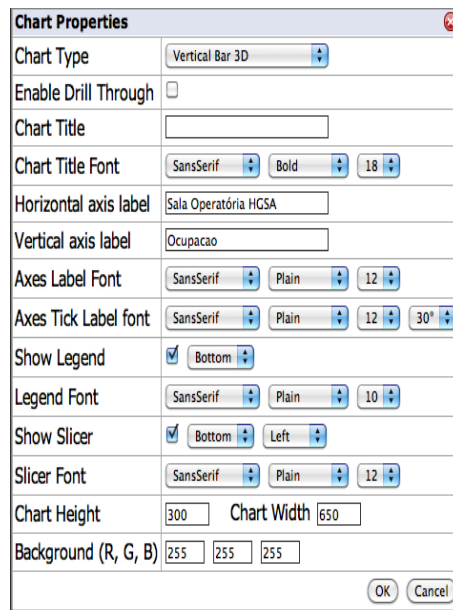 Chart Properties
Chart Type Vertical Bar 3D
Enable Drill Through
Chart Title
Chart Title Font SansSerif Bold 18
Horizontal axis label Sala Operatória HGSA
Vertical axis label Ocupacao
Axes Label Font SansSerif Plain 12
Axes Tick Label font SansSerif Plain 12 30°
Show Legend Bottom
Legend Font SansSerif Plain 10
Show Slicer Bottom Left
Slicer Font SansSerif Plain 12
Chart Height 300 Chart Width 650
Background (R, G, B) 255 255 255
OK Cancel